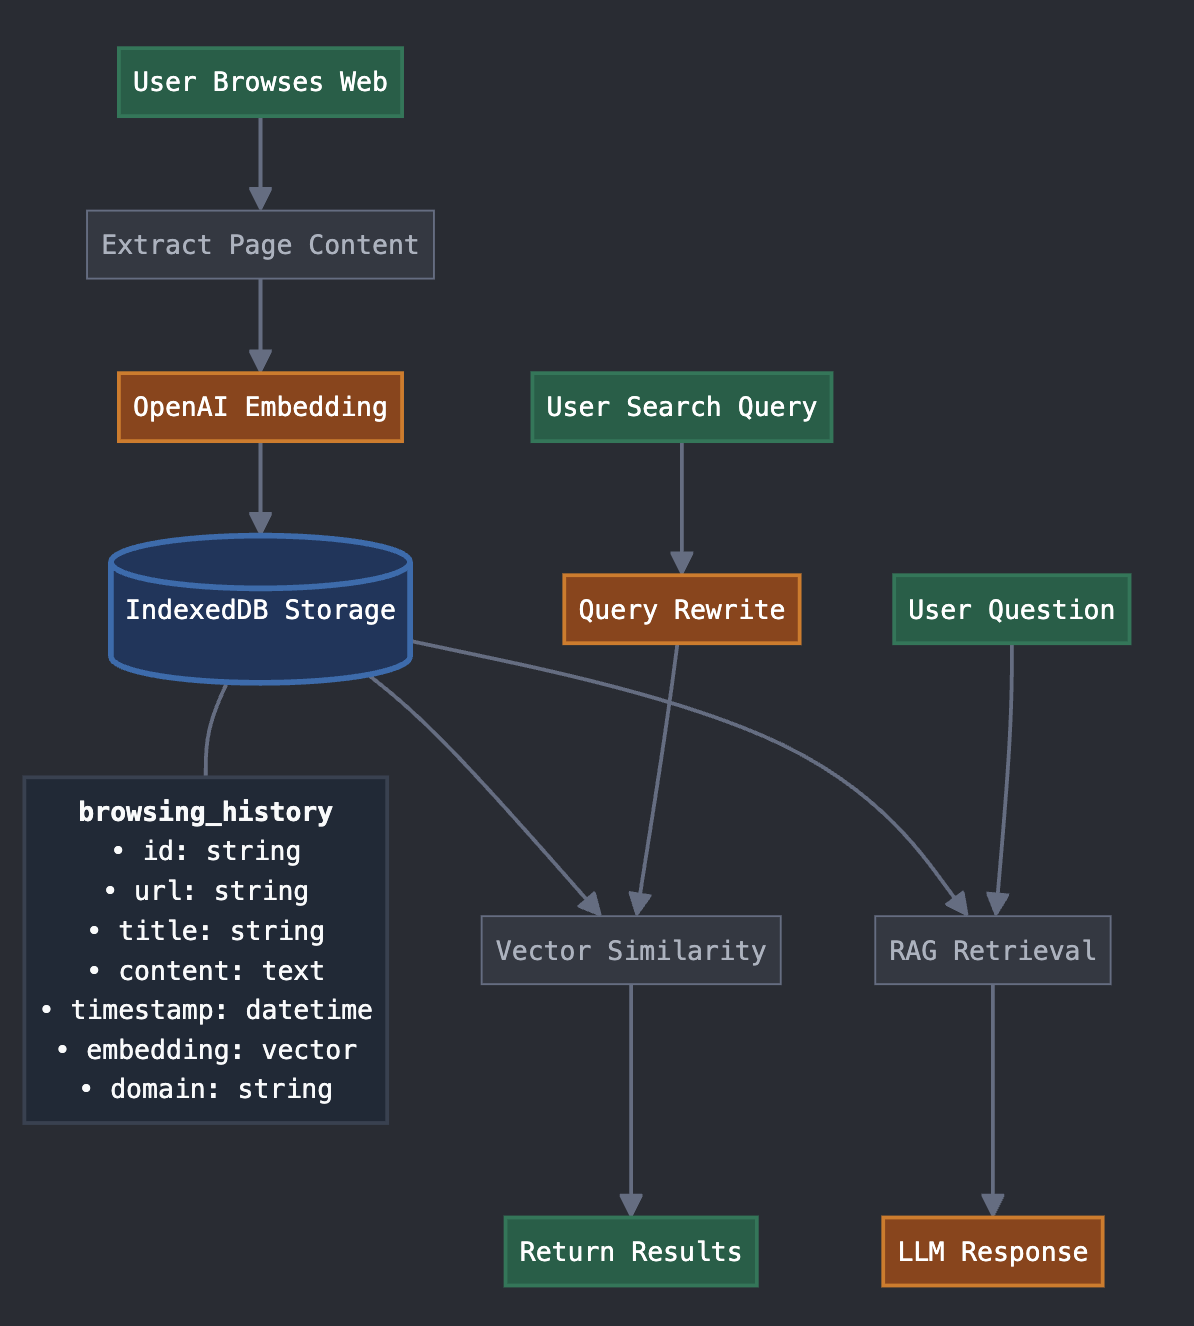 User Browses Web
Extract Page Content
OpenAI Embedding
User Search Query
IndexedDB Storage
Query Rewrite
User Question
browsing_history
• id: string
• url: string
• title: string
• content: text
• timestamp: datetime
• embedding: vector
• domain: string
Vector Similarity
RAG Retrieval
Return Results
LLM Response